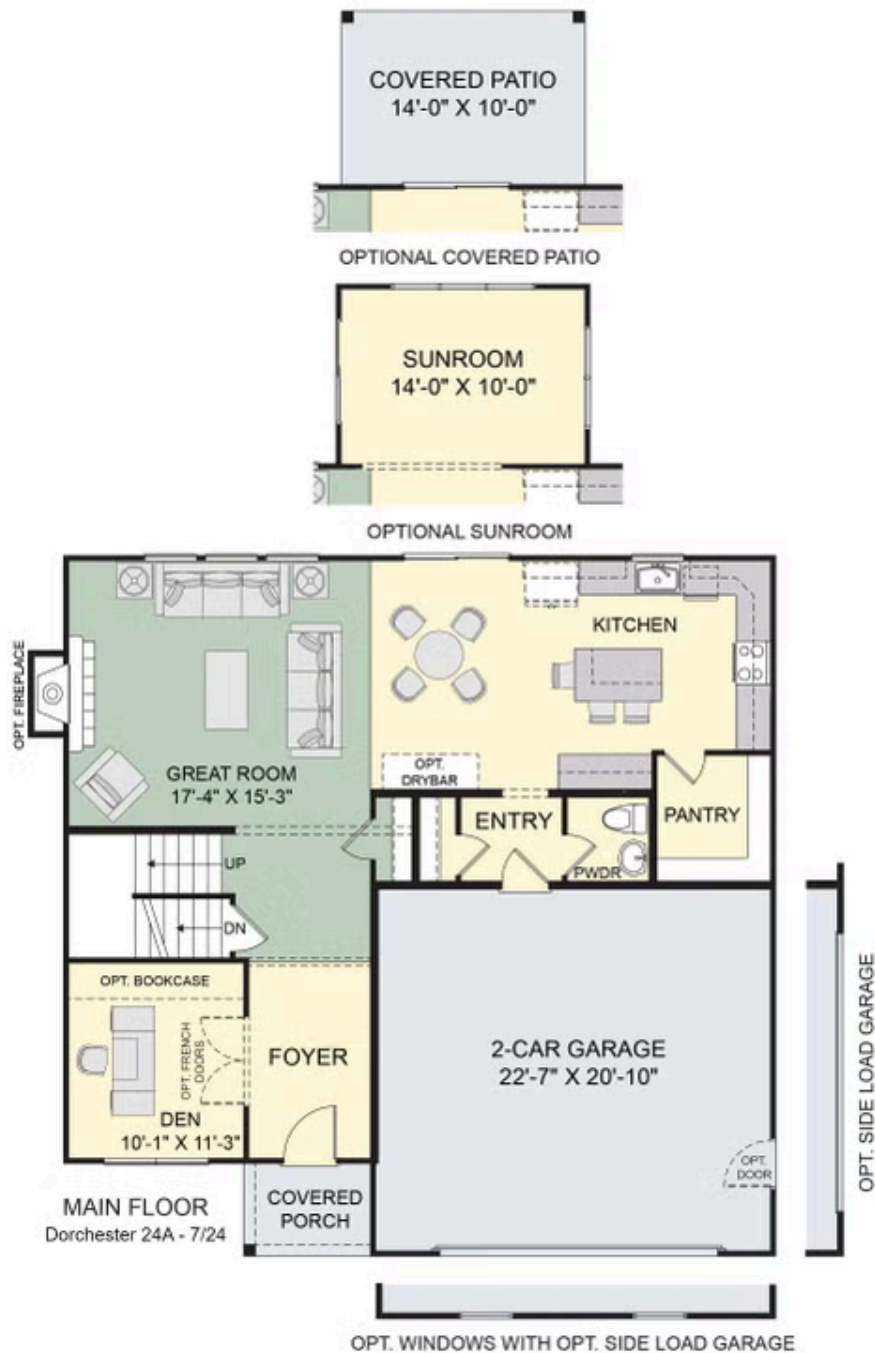 COVERED PATIO
14'-0" X 10'-0"
OPTIONAL COVERED PATIO
SUNROOM
14'-0" X 10'-0"
OPTIONAL SUNROOM
OPT. FIREPLACE
KITCHEN
OPT.
DRYBAR
GREAT ROOM
17'-4" X 15'-3"
ENTRY
PANTRY
PWDR
UP
DN
OPT. BOOKCASE
OPT. FRENCH
DOORS
FOYER
DEN
10'-1" X 11'-3"
2-CAR GARAGE
22'-7" X 20'-10"
OPT. SIDE LOAD GARAGE
OPT.
DOOR
COVERED
PORCH
MAIN FLOOR
Dorchester 24A - 7/24
OPT. WINDOWS WITH OPT. SIDE LOAD GARAGE